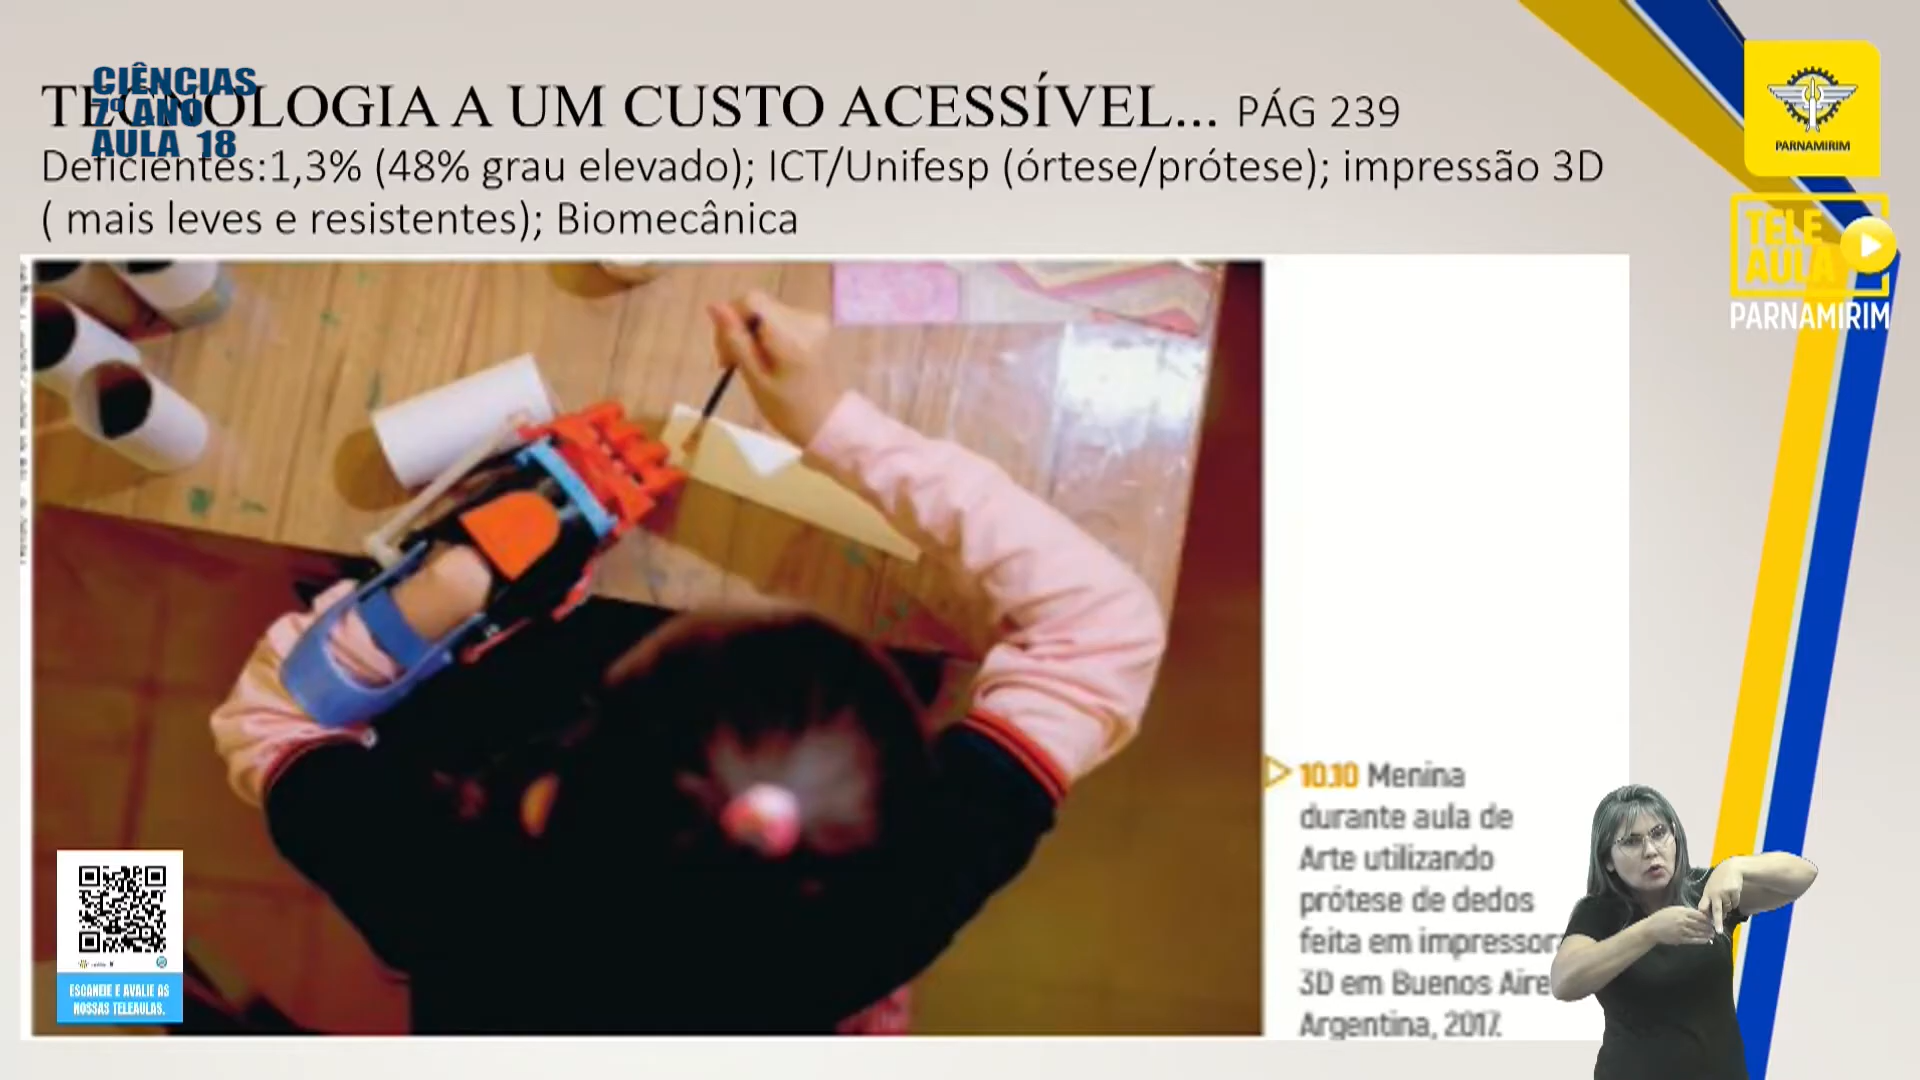 CIÊNCIAS
7º ANO
AULA 18
TECNOLOGIA A UM CUSTO ACESSÍVEL... PÁG 239
Deficientes:1,3% (48% grau elevado); ICT/Unifesp (órtese/prótese); impressão 3D
( mais leves e resistentes); Biomecânica
PARNAMIRIM
TELE
AULA
PARNAMIRIM
10.10 Menina
durante aula de
Arte utilizando
prótese de dedos
feita em impressor
3D em Buenos Aire
Argentina, 2017.
ESCANEIE E AVALIE AS
NOSSAS TELEAULAS.